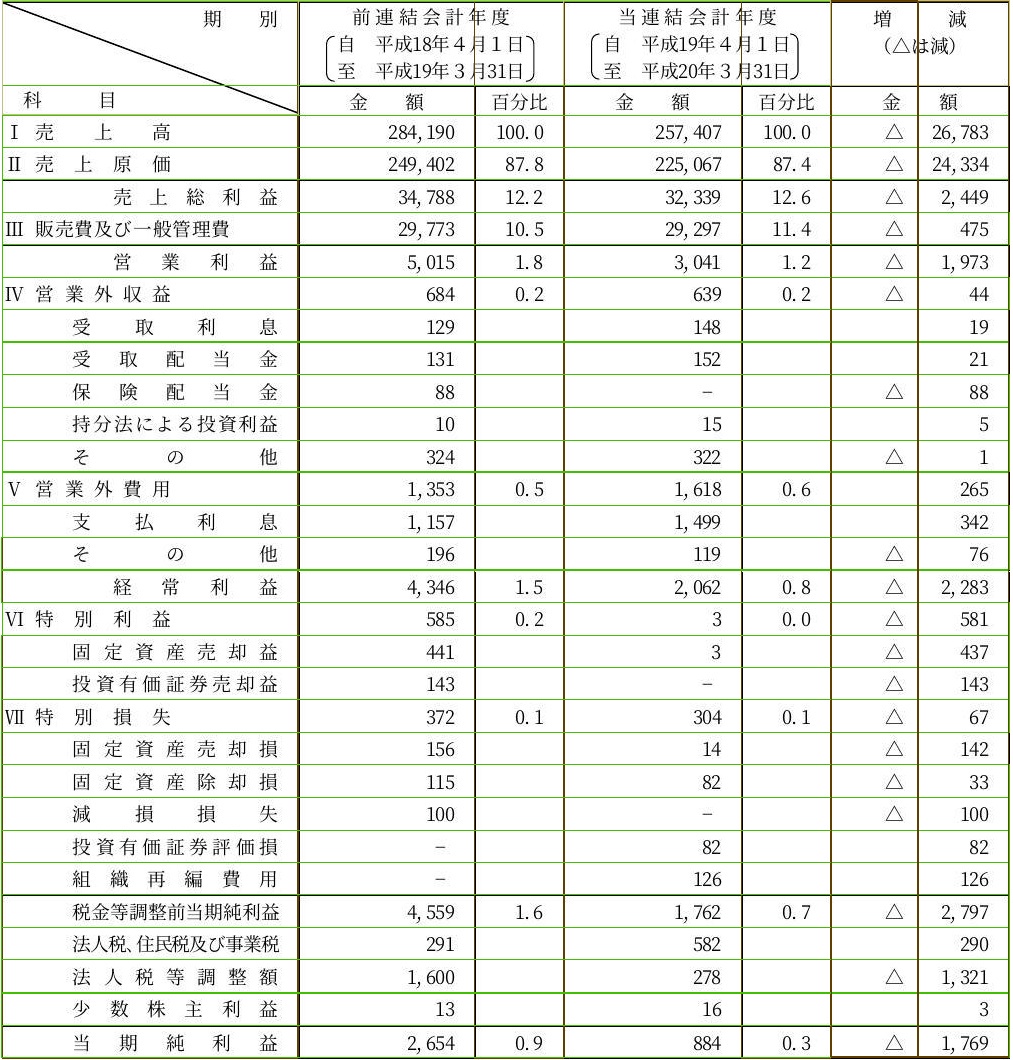 期 別 前連結会計年度 当連結会計年度 増 減
自 平成18年４月１日 自 平成19年４月１日 （△は減）
至 平成19年３月31日 至 平成20年３月31日
科 目 金 額 百分比 金 額 百分比 金 額
Ⅰ 売上高 284,190 100.0 257,407 100.0 △ 26,783
Ⅱ 売上原価 249,402 87.8 225,067 87.4 △ 24,334
売上総利益 34,788 12.2 32,339 12.6 △ 2,449
Ⅲ 販売費及び一般管理費 29,773 10.5 29,297 11.4 △ 475
営業利益 5,015 1.8 3,041 1.2 △ 1,973
Ⅳ 営業外収益 684 0.2 639 0.2 △ 44
受取利息 129 148 19
受取配当金 131 152 21
保険配当金 88 － △ 88
持分法による投資利益 10 15 5
その他 324 322 △ 1
Ⅴ 営業外費用 1,353 0.5 1,618 0.6 265
支払利息 1,157 1,499 342
その他 196 119 △ 76
経常利益 4,346 1.5 2,062 0.8 △ 2,283
Ⅵ 特別利益 585 0.2 3 0.0 △ 581
固定資産売却益 441 3 △ 437
投資有価証券売却益 143 － △ 143
Ⅶ 特別損失 372 0.1 304 0.1 △ 67
固定資産売却損 156 14 △ 142
固定資産除却損 115 82 △ 33
減損損失 100 － △ 100
投資有価証券評価損 － 82 82
組織再編費用 － 126 126
税金等調整前当期純利益 4,559 1.6 1,762 0.7 △ 2,797
法人税、住民税及び事業税 291 582 290
法人税等調整額 1,600 278 △ 1,321
少数株主利益 13 16 3
当期純利益 2,654 0.9 884 0.3 △ 1,769